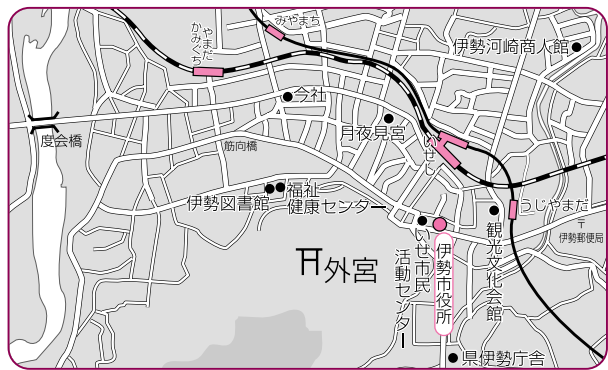 みやまち
やまだ
かみぐち
伊勢河崎商人館
今社
月夜見宮
度会橋
筋向橋
いせし
福祉
健康センター
伊勢図書館
うじやまだ
〒
伊勢郵便局
観光文化会館
いせ市民
活動センター
伊勢市役所
外宮
県伊勢庁舎